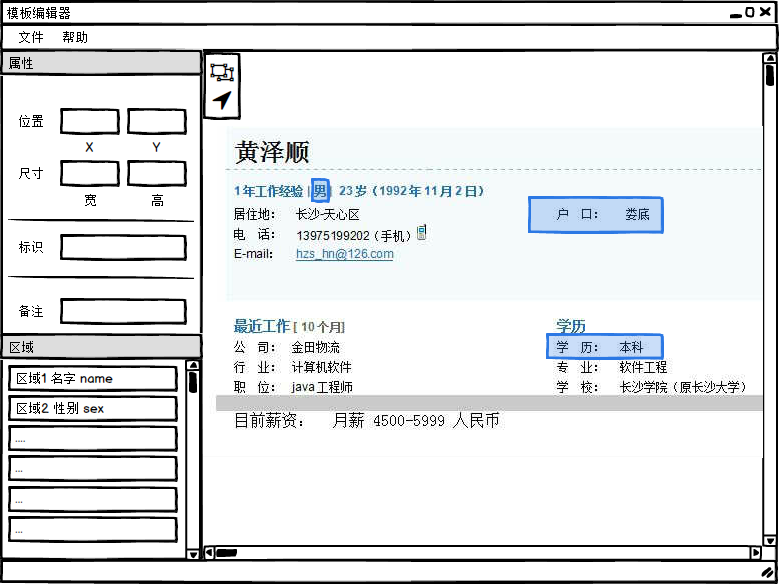 模板编辑器
文件 帮助
属性
位置
X Y
尺寸
宽 高
标识
备注
区域
区域1 名字 name
区域2 性别 sex
....
...
...
...
黄泽顺
1年工作经验 | 男 | 23岁（1992年11月2日）
居住地： 长沙-天心区
户 口： 娄底
电 话： 13975199202（手机）
E-mail: hzs_hn@126.com
最近工作 [ 10个月]
公 司： 金田物流
行 业： 计算机软件
职 位： java工程师
学历
学 历： 本科
专 业： 软件工程
学 校： 长沙学院（原长沙大学）
目前薪资： 月薪 4500-5999 人民币